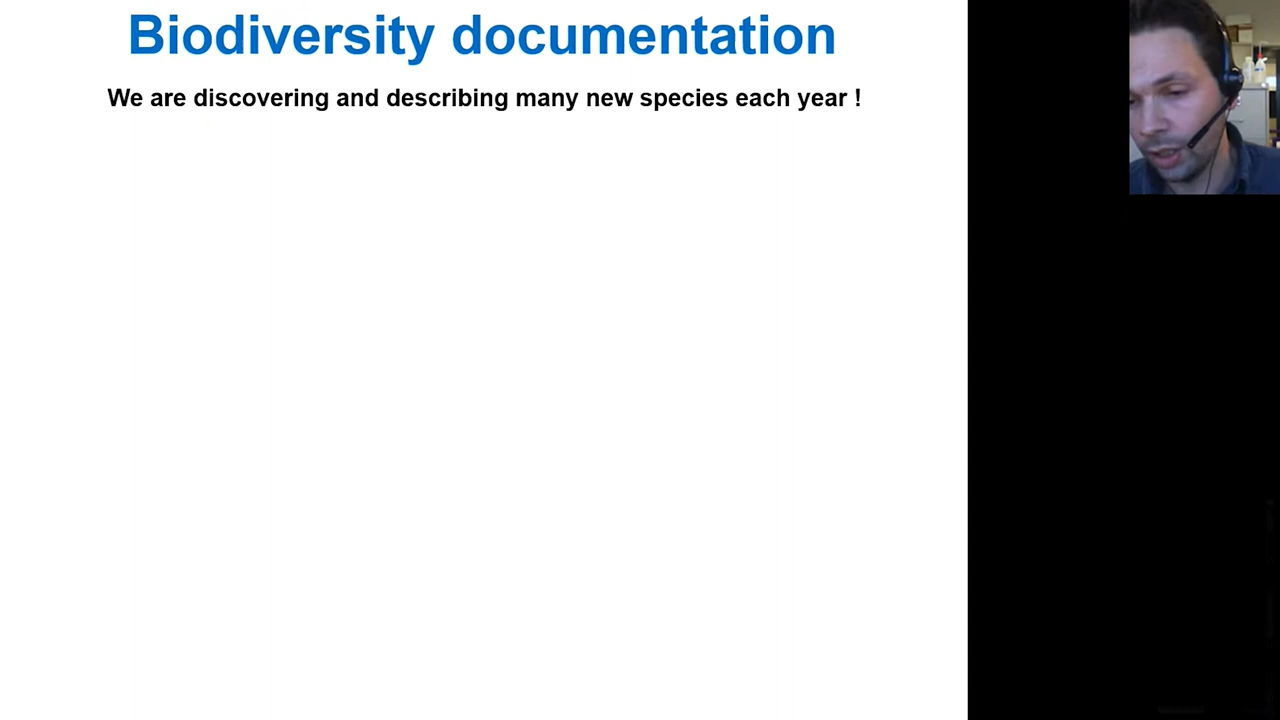 Biodiversity documentation
We are discovering and describing many new species each year !